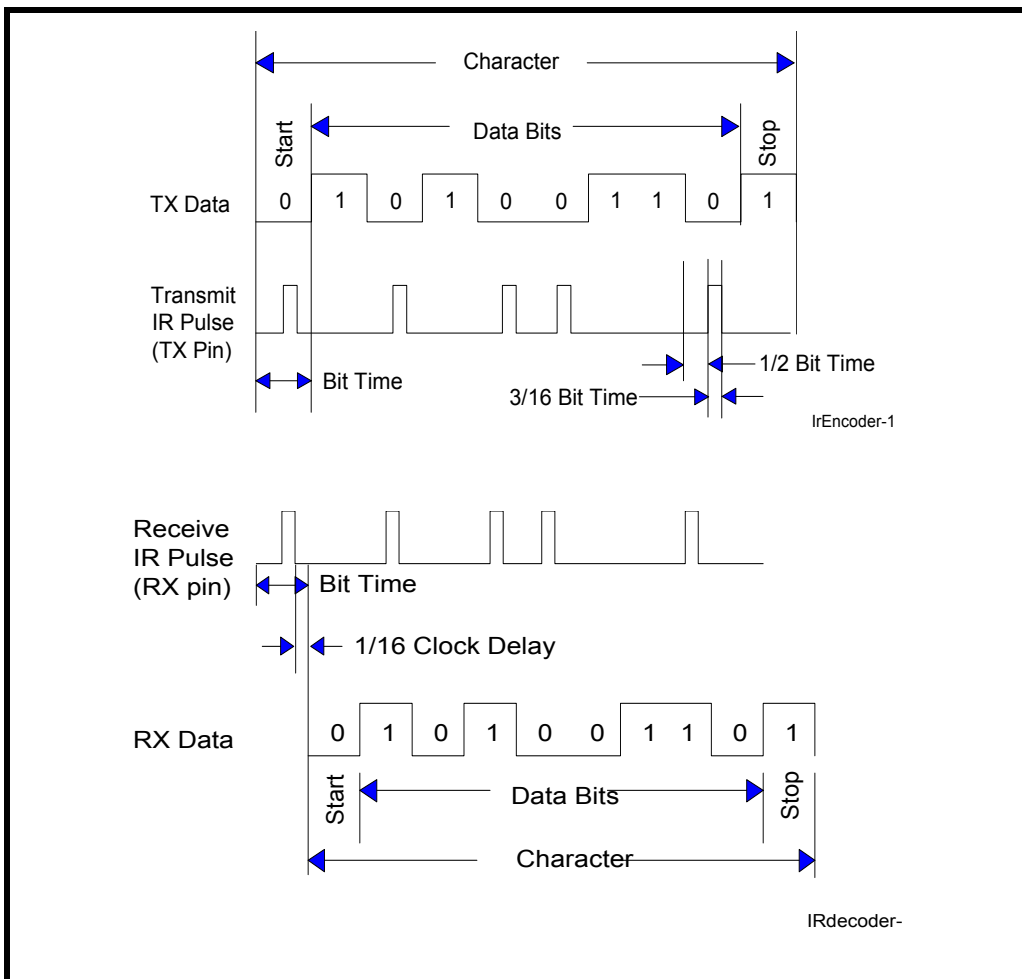 Character
Start
Data Bits
Stop
TX Data
0 1 0 1 0 0 1 1 0 1
Transmit
IR Pulse
(TX Pin)
Bit Time
1/2 Bit Time
3/16 Bit Time
IrEncoder-1
Receive
IR Pulse
(RX pin)
Bit Time
1/16 Clock Delay
RX Data
0 1 0 1 0 0 1 1 0 1
Start
Data Bits
Stop
Character
IRdecoder-